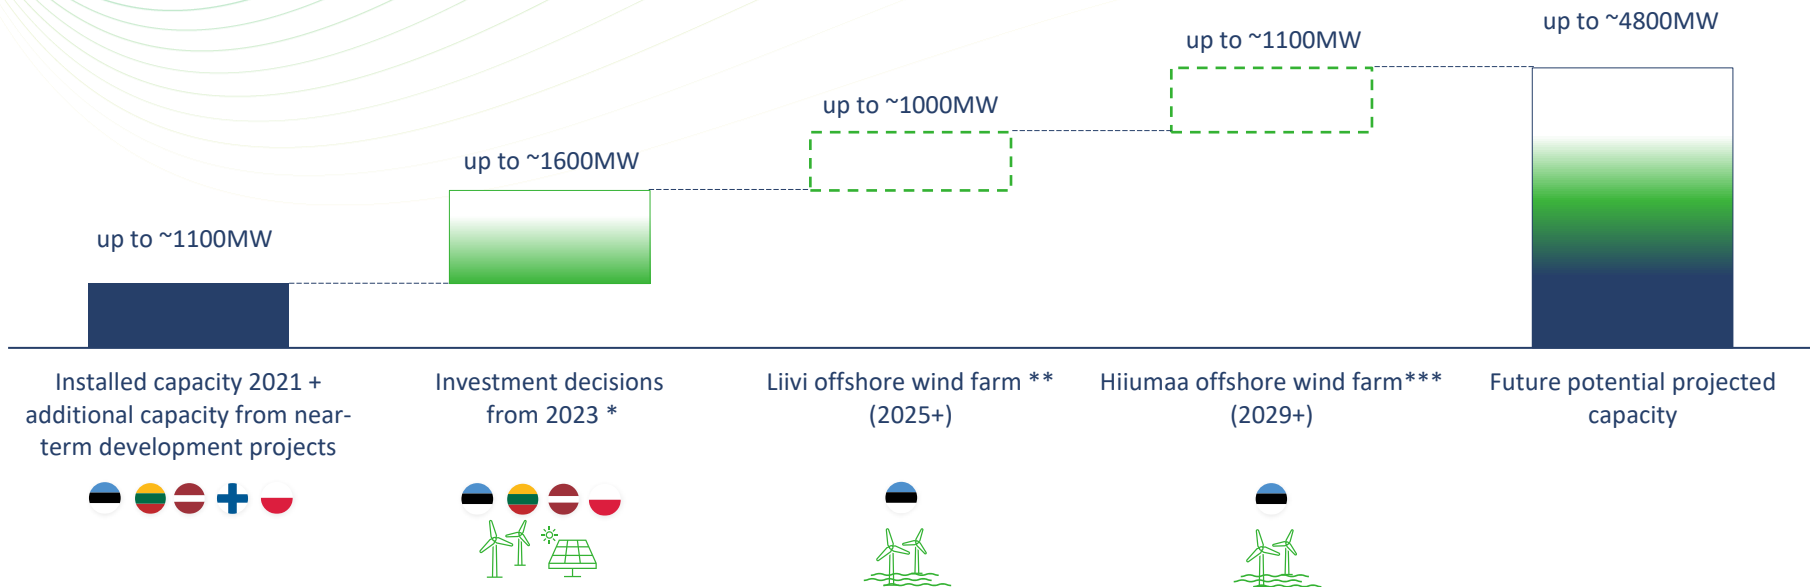 up to ~4800MW
up to ~1100MW
up to ~1000MW
up to ~1600MW
up to ~1100MW
Installed capacity 2021 +
additional capacity from near-
term development projects
Investment decisions
from 2023 *
Liivi offshore wind farm **
(2025+)
Hiiumaa offshore wind farm***
(2029+)
Future potential projected
capacity